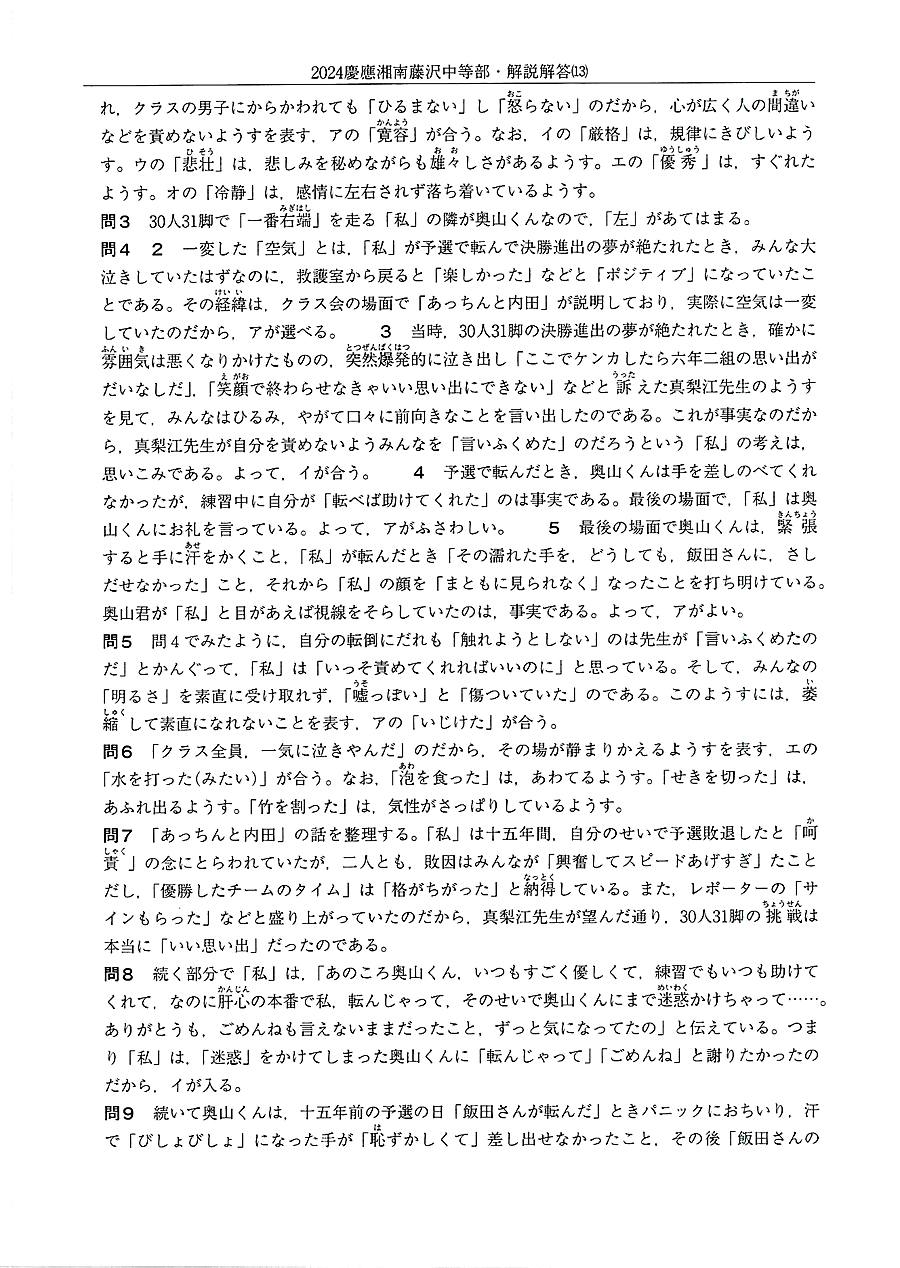 2024慶應湘南藤沢中等部・解説解答⒀
れ，クラスの男子にからかわれても「ひるまない」し「怒らない」のだから，心が広く人の間違い
などを責めないようすを表す，アの「寛容」が合う。なお，イの「厳格」は，規律にきびしいよう
す。ウの「悲壮」は，悲しみを秘めながらも雄々しさがあるようす。エの「優秀」は，すぐれた
ようす。オの「冷静」は，感情に左右されず落ち着いているようす。
問3　30人31脚で「一番右端」を走る「私」の隣が奥山くんなので，「左」があてはまる。
問4　2　一変した「空気」とは，「私」が予選で転んで決勝進出の夢が絶たれたとき，みんな大
泣きしていたはずなのに，救護室から戻ると「楽しかった」などと「ポジティブ」になっていたこ
とである。その経緯は，クラス会の場面で「あっちんと内田」が説明しており，実際に空気は一変
していたのだから，アが選べる。　3　当時，30人31脚の決勝進出の夢が絶たれたとき，確かに
雰囲気は悪くなりかけたものの，突然爆発的に泣き出し「ここでケンカしたら六年二組の思い出が
だいなしだ」，「笑顔で終わらせなきゃいい思い出にできない」などと訴えた真梨江先生のようす
を見て，みんなはひるみ，やがて口々に前向きなことを言い出したのである。これが事実なのだか
ら，真梨江先生が自分を責めないようみんなを「言いふくめた」のだろうという「私」の考えは，
思いこみである。よって，イが合う。　4　予選で転んだとき，奥山くんは手を差しのべてくれ
なかったが，練習中に自分が「転べば助けてくれた」のは事実である。最後の場面で，「私」は奥
山くんにお礼を言っている。よって，アがふさわしい。　5　最後の場面で奥山くんは，緊張
すると手に汗をかくこと，「私」が転んだとき「その濡れた手を，どうしても，飯田さんに，さし
だせなかった」こと，それから「私」の顔を「まともに見られなく」なったことを打ち明けている。
奥山君が「私」と目があえば視線をそらしていたのは，事実である。よって，アがよい。
問5　問4でみたように，自分の転倒にだれも「触れようとしない」のは先生が「言いふくめたの
だ」とかんぐって，「私」は「いっそ責めてくれればいいのに」と思っている。そして，みんなの
「明るさ」を素直に受け取れず，「嘘っぽい」と「傷ついていた」のである。このようすには，萎
縮して素直になれないことを表す，アの「いじけた」が合う。
問6　「クラス全員，一気に泣きやんだ」のだから，その場が静まりかえるようすを表す，エの
「水を打った(みたい)」が合う。なお，「泡を食った」は，あわてるようす。「せきを切った」は，
あふれ出るようす。「竹を割った」は，気性がさっぱりしているようす。
問7　「あっちんと内田」の話を整理する。「私」は十五年間，自分のせいで予選敗退したと「呵
責」の念にとらわれていたが，二人とも，敗因はみんなが「興奮してスピードあげすぎ」たこと
だし，「優勝したチームのタイム」は「格がちがった」と納得している。また，レポーターの「サ
インもらった」などと盛り上がっていたのだから，真梨江先生が望んだ通り，30人31脚の挑戦は
本当に「いい思い出」だったのである。
問8　続く部分で「私」は，「あのころ奥山くん，いつもすごく優しくて，練習でもいつも助けて
くれて，なのに肝心の本番で私，転んじゃって，そのせいで奥山くんにまで迷惑かけちゃって……。
ありがとうも，ごめんねも言えないままだったこと，ずっと気になってたの」と伝えている。つま
り「私」は，「迷惑」をかけてしまった奥山くんに「転んじゃって」「ごめんね」と謝りたかったの
だから，イが入る。
問9　続いて奥山くんは，十五年前の予選の日「飯田さんが転んだ」ときパニックにおちいり，汗
で「びしょびしょ」になった手が「恥ずかしくて」差し出せなかったこと，その後「飯田さんの